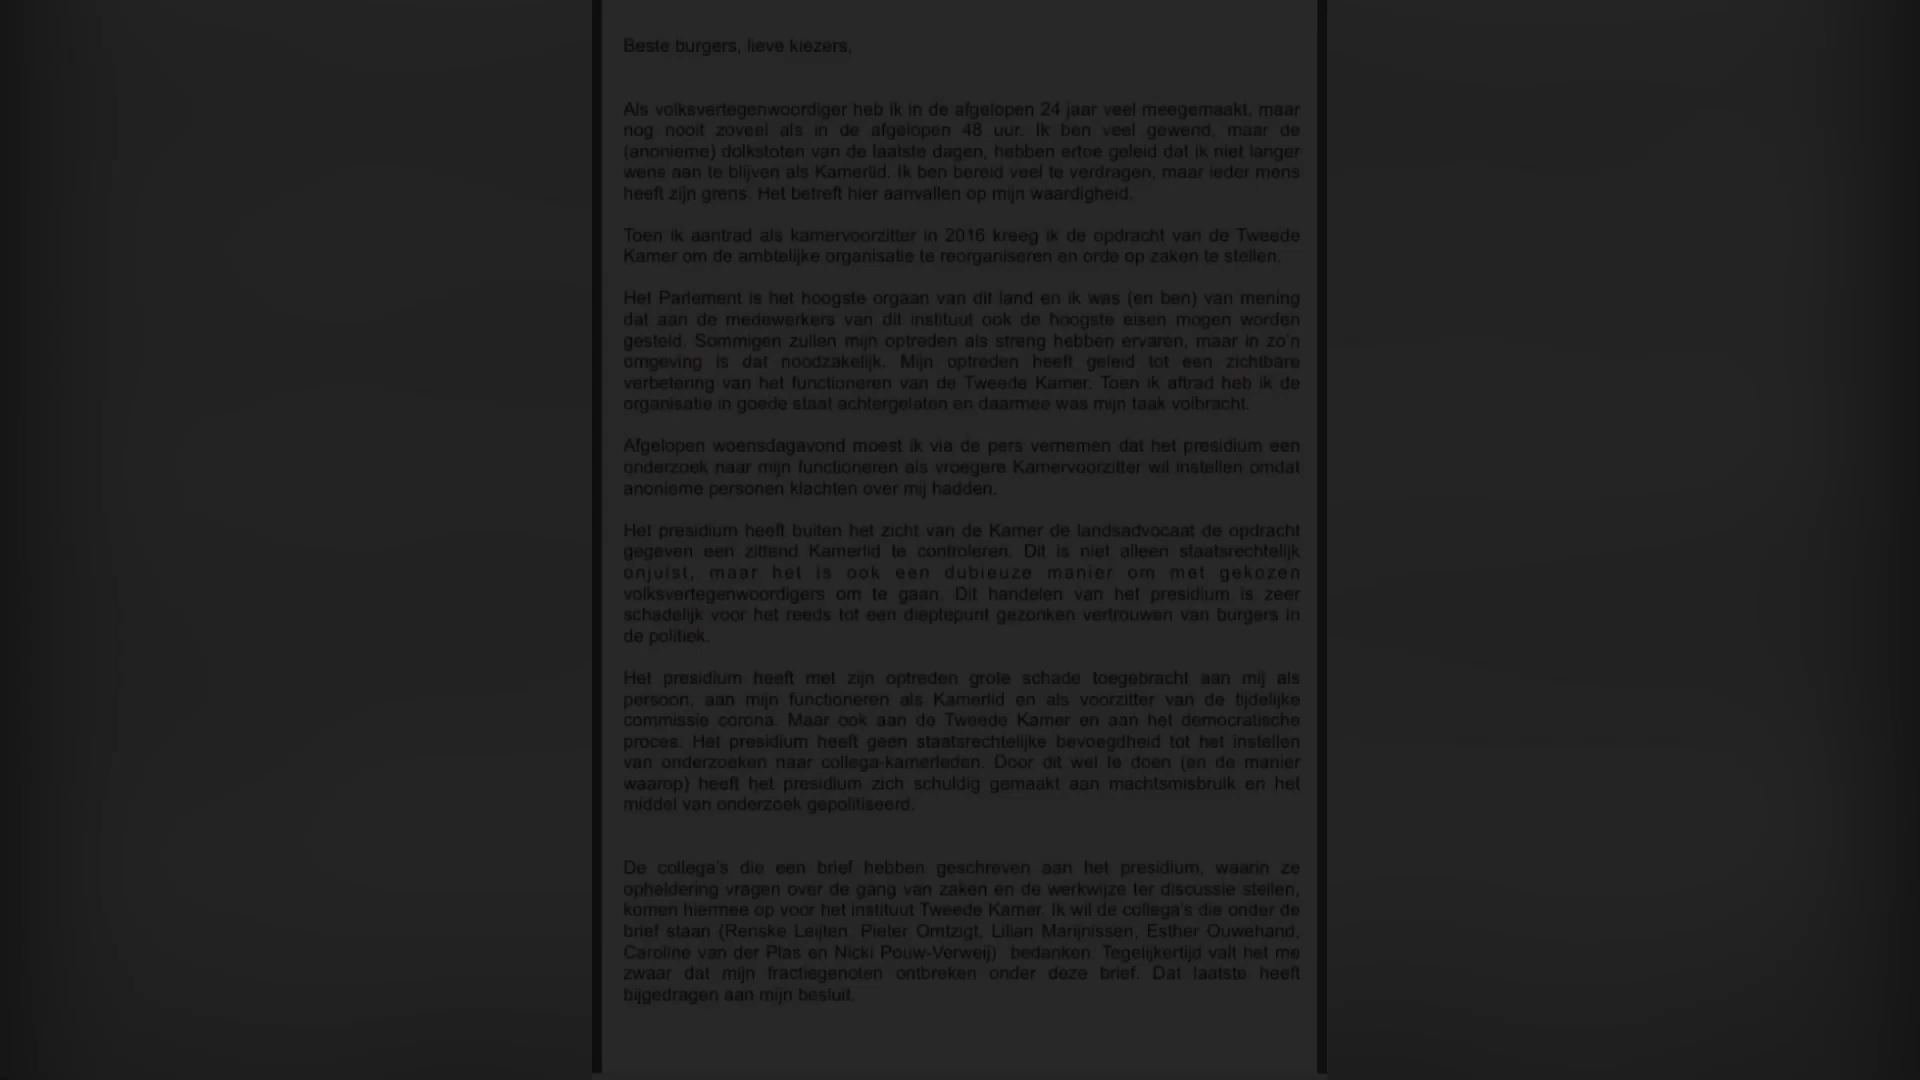 Beste burgers, lieve kiezers,
Als volksvertegenwoordiger heb ik in de afgelopen 24 jaar veel meegemaakt, maar
nog nooit zoveel als in de afgelopen 48 uur. Ik ben veel gewend, maar de
(anonieme) dolkstoten van de laatste dagen, hebben ertoe geleid dat ik niet langer
wens aan te blijven als Kamerlid. Ik ben bereid veel te verdragen, maar ieder mens
heeft zijn grens. Het betreft hier aanvallen op mijn waardigheid.
Toen ik aantrad als kamervoorzitter in 2016 kreeg ik de opdracht van de Tweede
Kamer om de ambtelijke organisatie te reorganiseren en orde op zaken te stellen.
Het Parlement is het hoogste orgaan van dit land en ik was (en ben) van mening
dat aan de medewerkers van dit instituut ook de hoogste eisen mogen worden
gesteld. Sommigen zullen mijn optreden als streng hebben ervaren, maar in zo'n
omgeving is dat noodzakelijk. Mijn optreden heeft geleid tot een zichtbare
verbetering van het functioneren van de Tweede Kamer. Toen ik aftrad heb ik de
organisatie in goede staat achtergelaten en daarmee was mijn taak volbracht.
Afgelopen woensdagavond moest ik via de pers vernemen dat het presidium een
onderzoek naar mijn functioneren als vroegere Kamervoorzitter wil instellen omdat
anonieme personen klachten over mij hadden.
Het presidium heeft buiten het zicht van de Kamer de landsadvocaat de opdracht
gegeven een zittend Kamerlid te controleren. Dit is niet alleen staatsrechtelijk
onjuist, maar het is ook een dubieuze manier om met gekozen
volksvertegenwoordigers om te gaan. Dit handelen van het presidium is zeer
schadelijk voor het reeds tot een dieptepunt gezonken vertrouwen van burgers in
de politiek.
Het presidium heeft met zijn optreden grote schade toegebracht aan mij als
persoon, aan mijn functioneren als Kamerlid en als voorzitter van de tijdelijke
commissie corona. Maar ook aan de Tweede Kamer en aan het democratische
proces. Het presidium heeft geen staatsrechtelijke bevoegdheid tot het instellen
van onderzoeken naar collega-kamerleden. Door dit wel te doen (en de manier
waarop) heeft het presidium zich schuldig gemaakt aan machtsmisbruik en het
middel van onderzoek gepolitiseerd.
De collega's die een brief hebben geschreven aan het presidium, waarin ze
opheldering vragen over de gang van zaken en de werkwijze ter discussie stellen,
komen hiermee op voor het instituut Tweede Kamer. Ik wil de collega's die onder de
brief staan (Renske Leijten, Pieter Omtzigt, Lilian Marijnissen, Esther Ouwehand,
Caroline van der Plas en Nicki Pouw-Verweij) bedanken. Tegelijkertijd valt het me
zwaar dat mijn fractiegenoten ontbreken onder deze brief. Dat laatste heeft
bijgedragen aan mijn besluit.